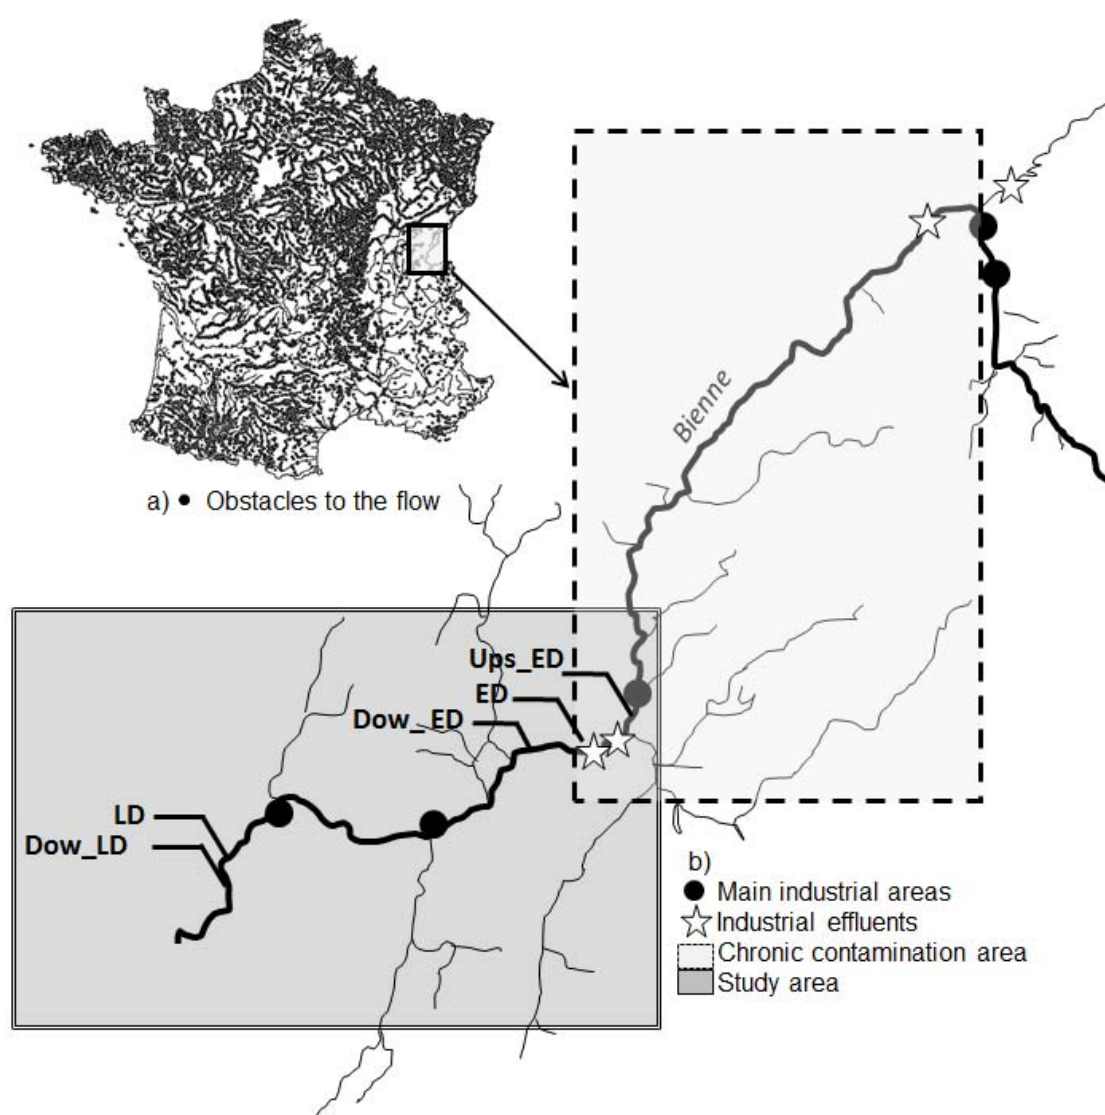 Bienne
a) • Obstacles to the flow
Ups_ED
ED
Dow_ED
LD
Dow_LD
b)
Main industrial areas
Industrial effluents
Chronic contamination area
Study area